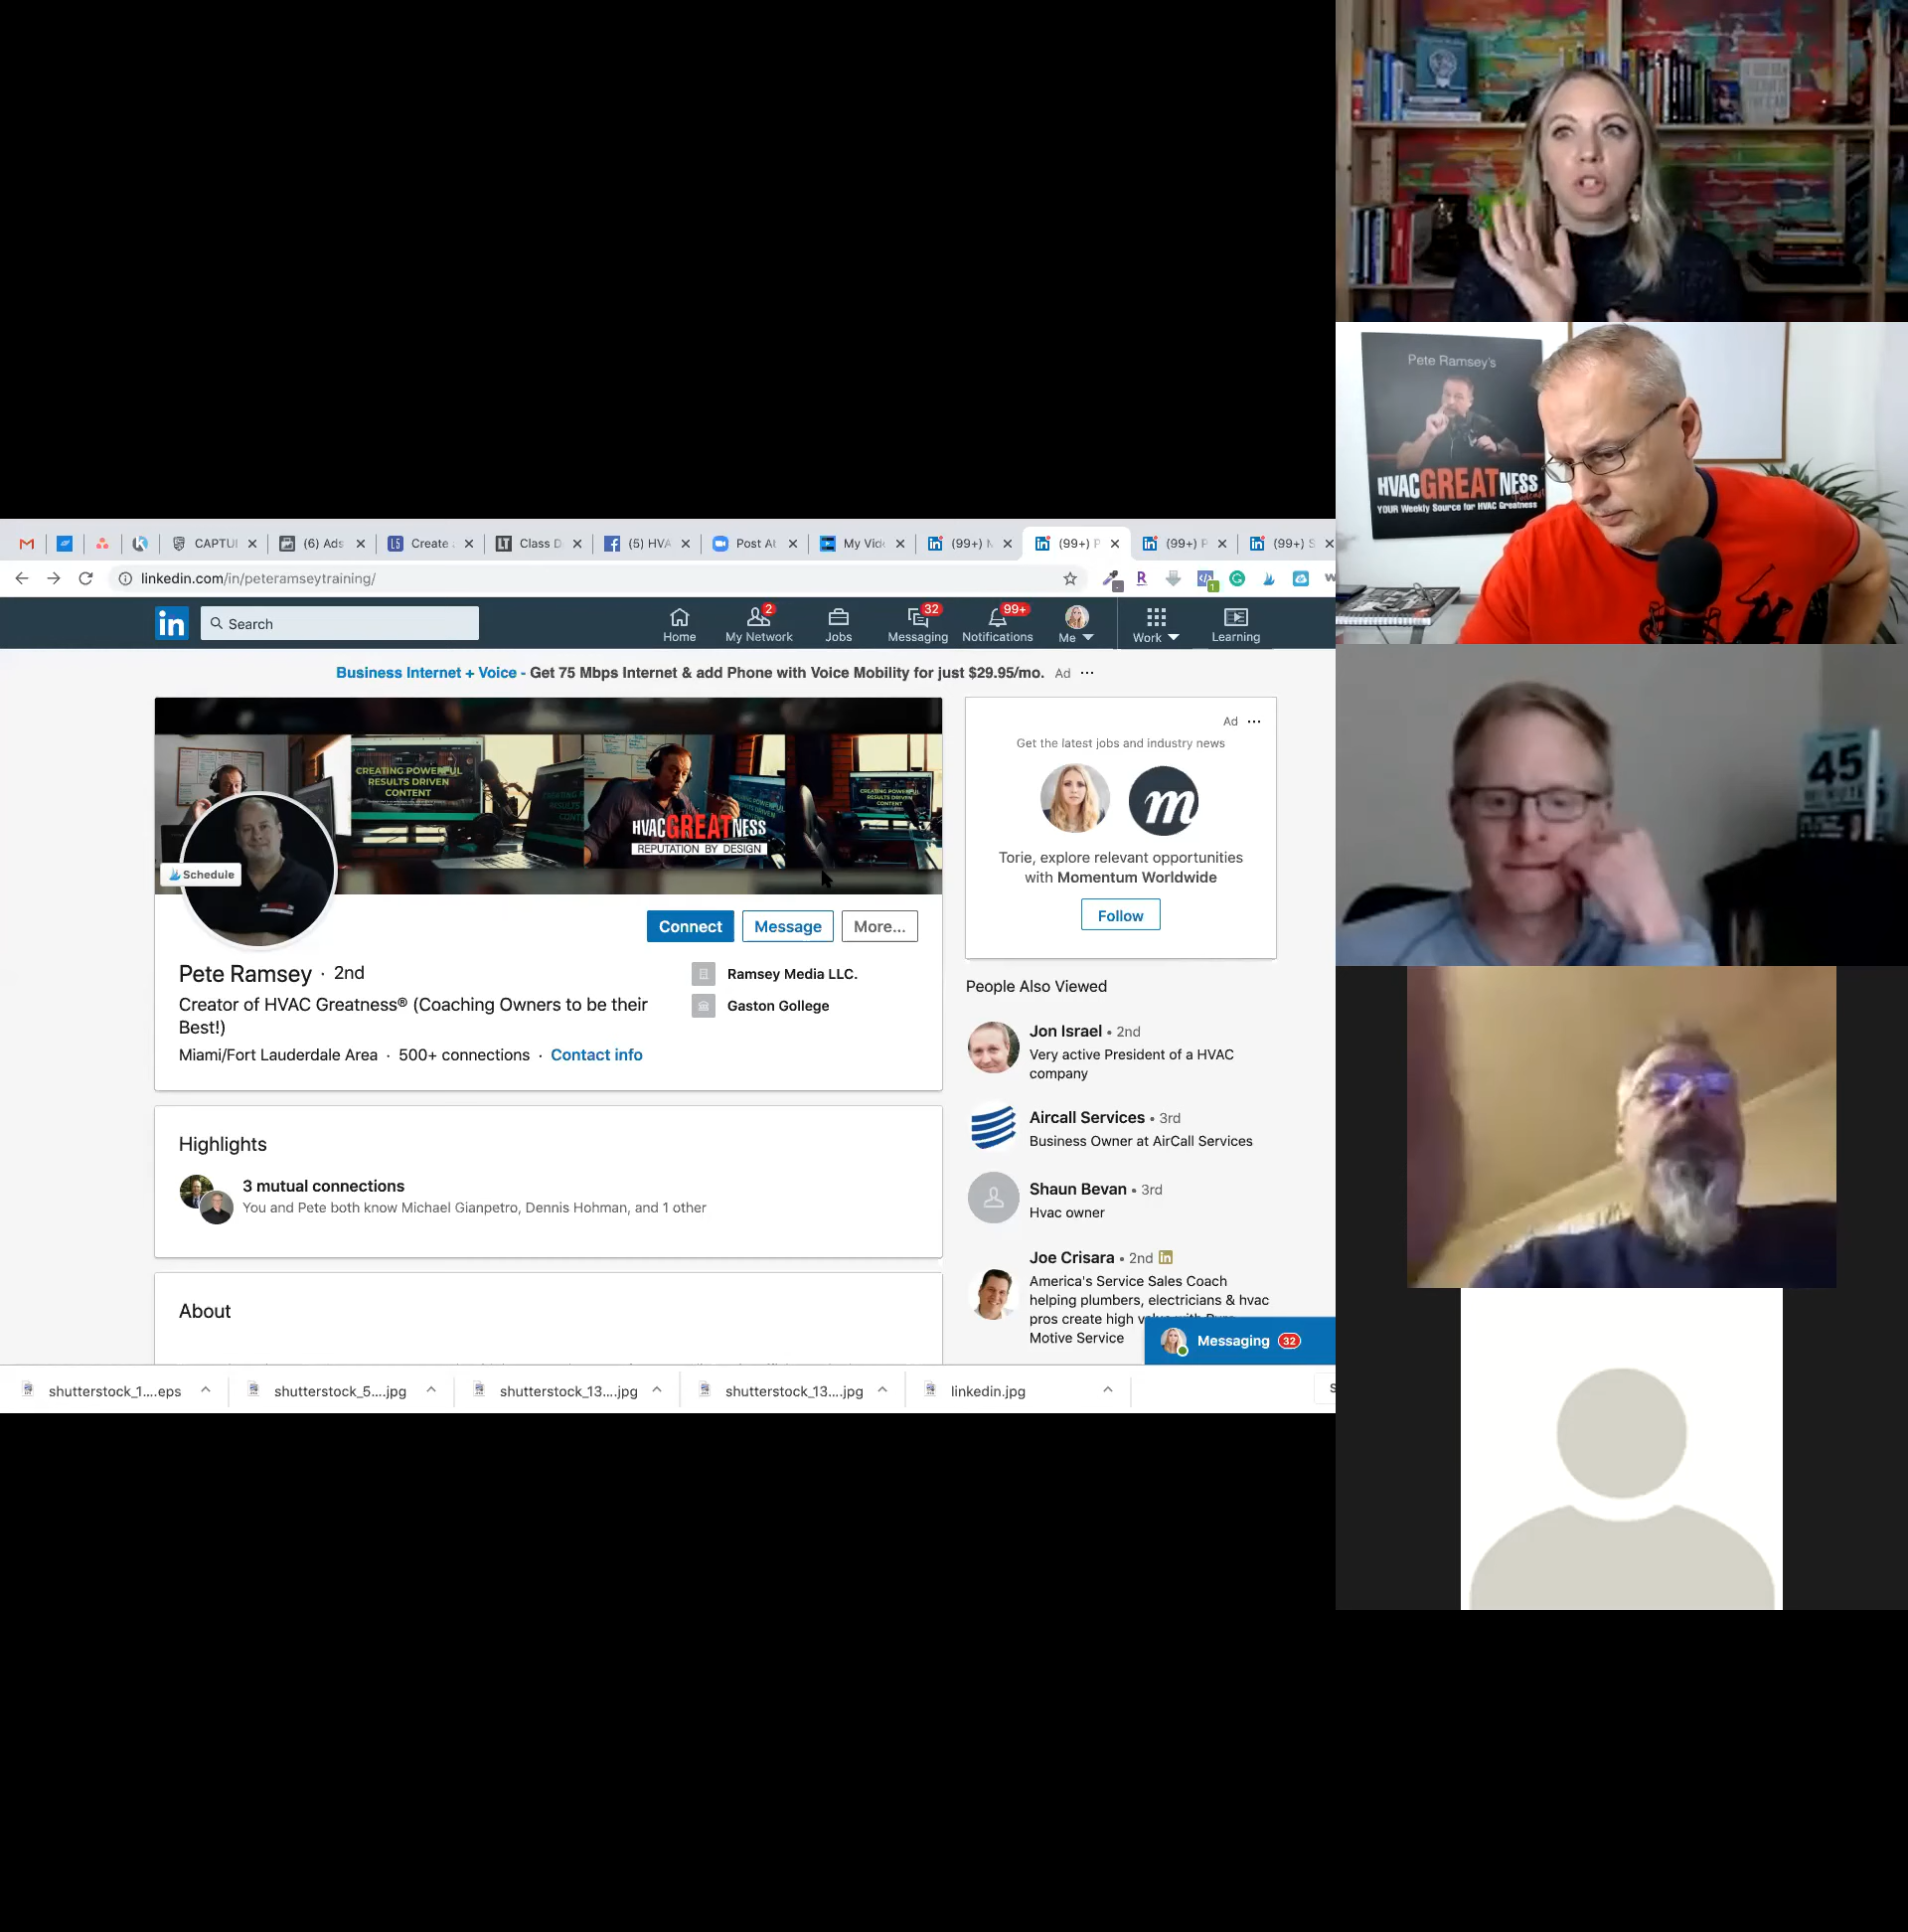 CAPTUI
(6) Ads
Create
Class D
(5) HVA
Post At
My Vide
(99+)
(99+) P
(99+) P
(99+) S
linkedin.com/in/peteramseytraining/
in
Search
Home
2
My Network
Jobs
32
Messaging
99+
Notifications
Me
Work
Learning
Business Internet + Voice - Get 75 Mbps Internet & add Phone with Voice Mobility for just $29.95/mo. Ad
CREATING POWERFUL
RESULTS DRIVEN
CONTENT
HVACGREATNESS
REPUTATION BY DESIGN
Schedule
Connect
Message
More...
Pete Ramsey · 2nd
Creator of HVAC Greatness® (Coaching Owners to be their
Best!)
Miami/Fort Lauderdale Area · 500+ connections · Contact info
Ramsey Media LLC.
Gaston Gollege
Highlights
3 mutual connections
You and Pete both know Michael Gianpetro, Dennis Hohman, and 1 other
About
Ad
Get the latest jobs and industry news
m
Torie, explore relevant opportunities
with Momentum Worldwide
Follow
People Also Viewed
Jon Israel • 2nd
Very active President of a HVAC
company
Aircall Services • 3rd
Business Owner at AirCall Services
Shaun Bevan • 3rd
Hvac owner
Joe Crisara • 2nd in
America's Service Sales Coach
helping plumbers, electricians & hvac
pros create high
Motive Service
Messaging 32
shutterstock_1....eps
shutterstock_5....jpg
shutterstock_13....jpg
shutterstock_13....jpg
linkedin.jpg
Pete Ramsey's
HVACGREATNESS
Podcast
YOUR Weekly Source for HVAC Greatness
45